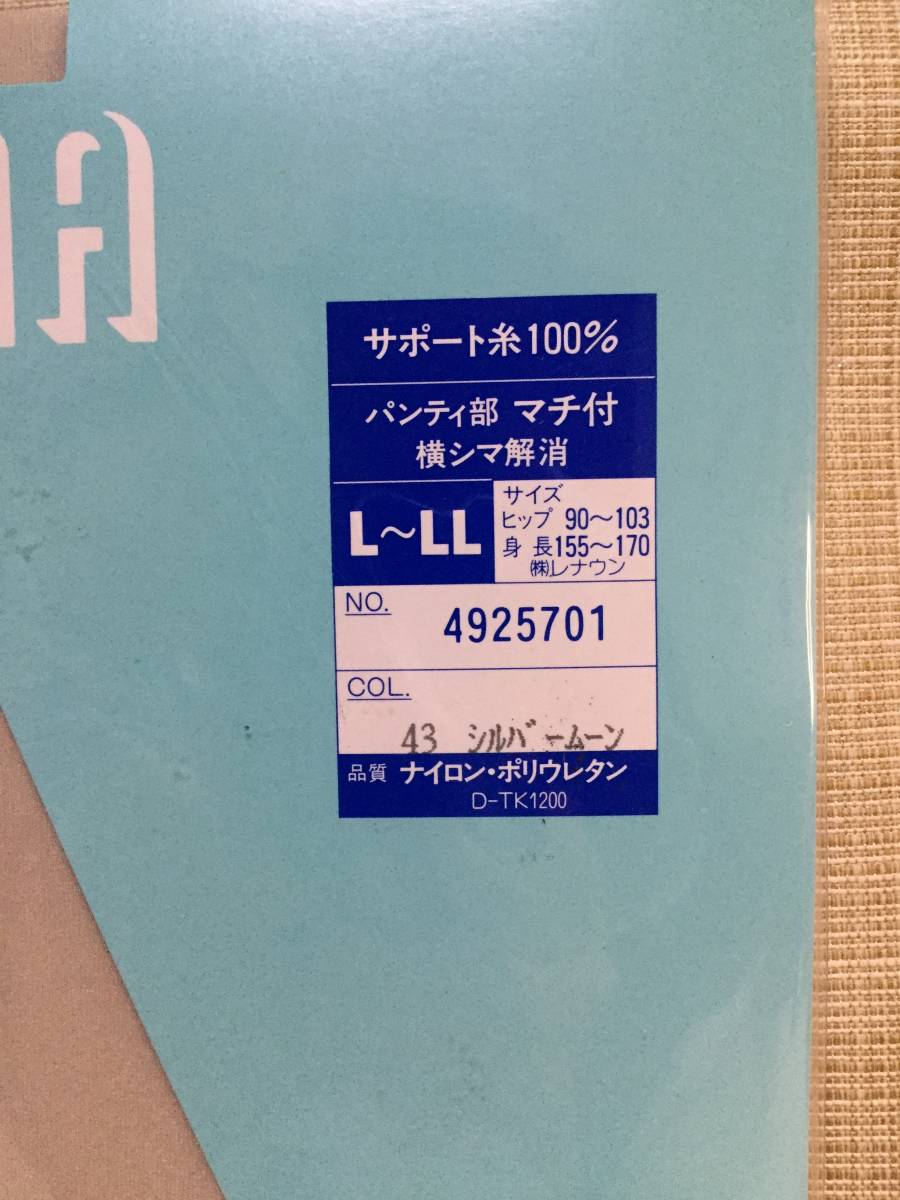 サポート糸100%
パンティ部 マチ付
横シマ解消
L～LL
サイズ
ヒップ 90～103
身長155～170
㈱レナウン
NO.
4925701
COL.
43 シルバームーン
品質 ナイロン・ポリウレタン
D-TK1200